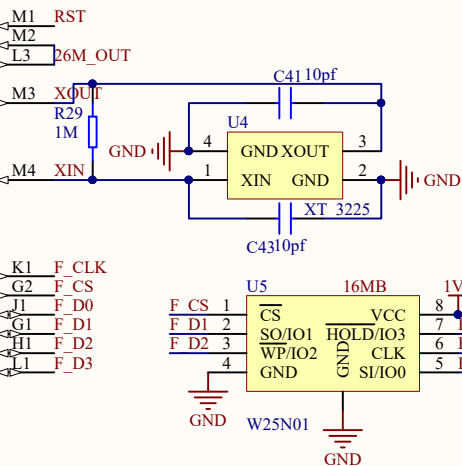 M1 RST
M2
L3 26M_OUT
C41 10pf
M3 XOUT
R29
1M
U4
GND 4 GND XOUT 3
M4 XIN 1 XIN GND 2 GND
XT_3225
C43 10pf
K1 F_CLK
G2 F_CS
J1 F_D0
G1 F_D1
H1 F_D2
L1 F_D3
U5 16MB 1V
F_CS 1 CS VCC 8
F_D1 2 SO/IO1 HOLD/IO3 7
F_D2 3 WP/IO2 CLK 6
4 GND SI/IO0 5
GND
GND
W25N01
GND